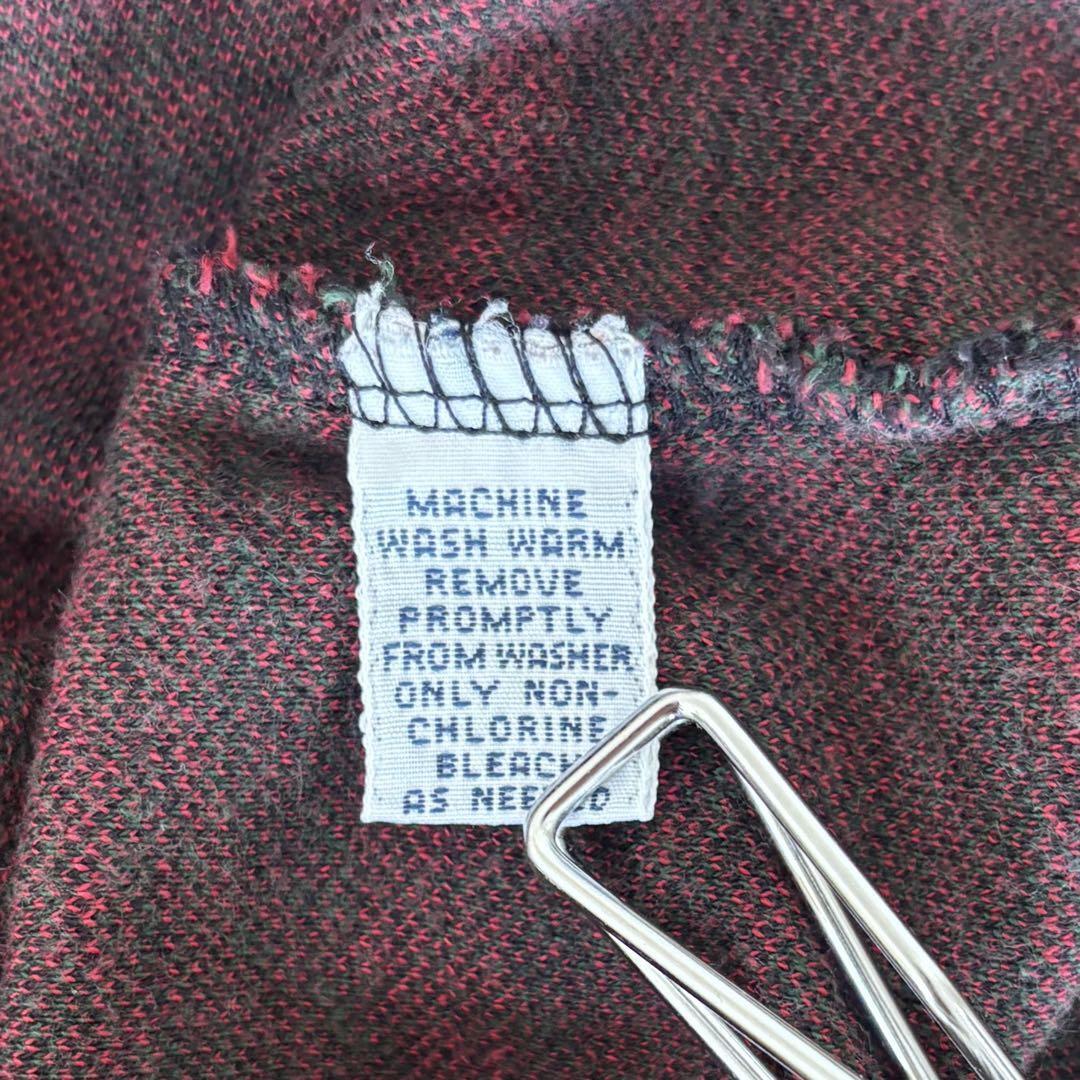 MACHINE
WASH WARM
REMOVE
PROMPTLY
FROM WASHER
ONLY NON-
CHLORINE
BLEACH
AS NEEDED